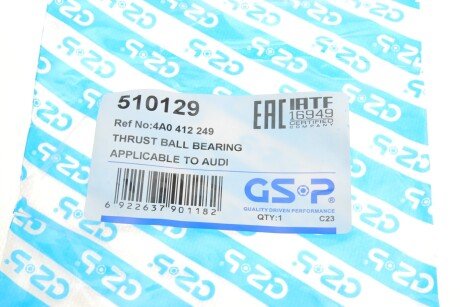 510129
Ref No:4A0 412 249
THRUST BALL BEARING
APPLICABLE TO AUDI
6 922637 901182
EAC IATF
16949
CERTIFIED
COMPANY
GSP®
QUALITY DRIVEN PERFORMANCE
QTY:1 C23